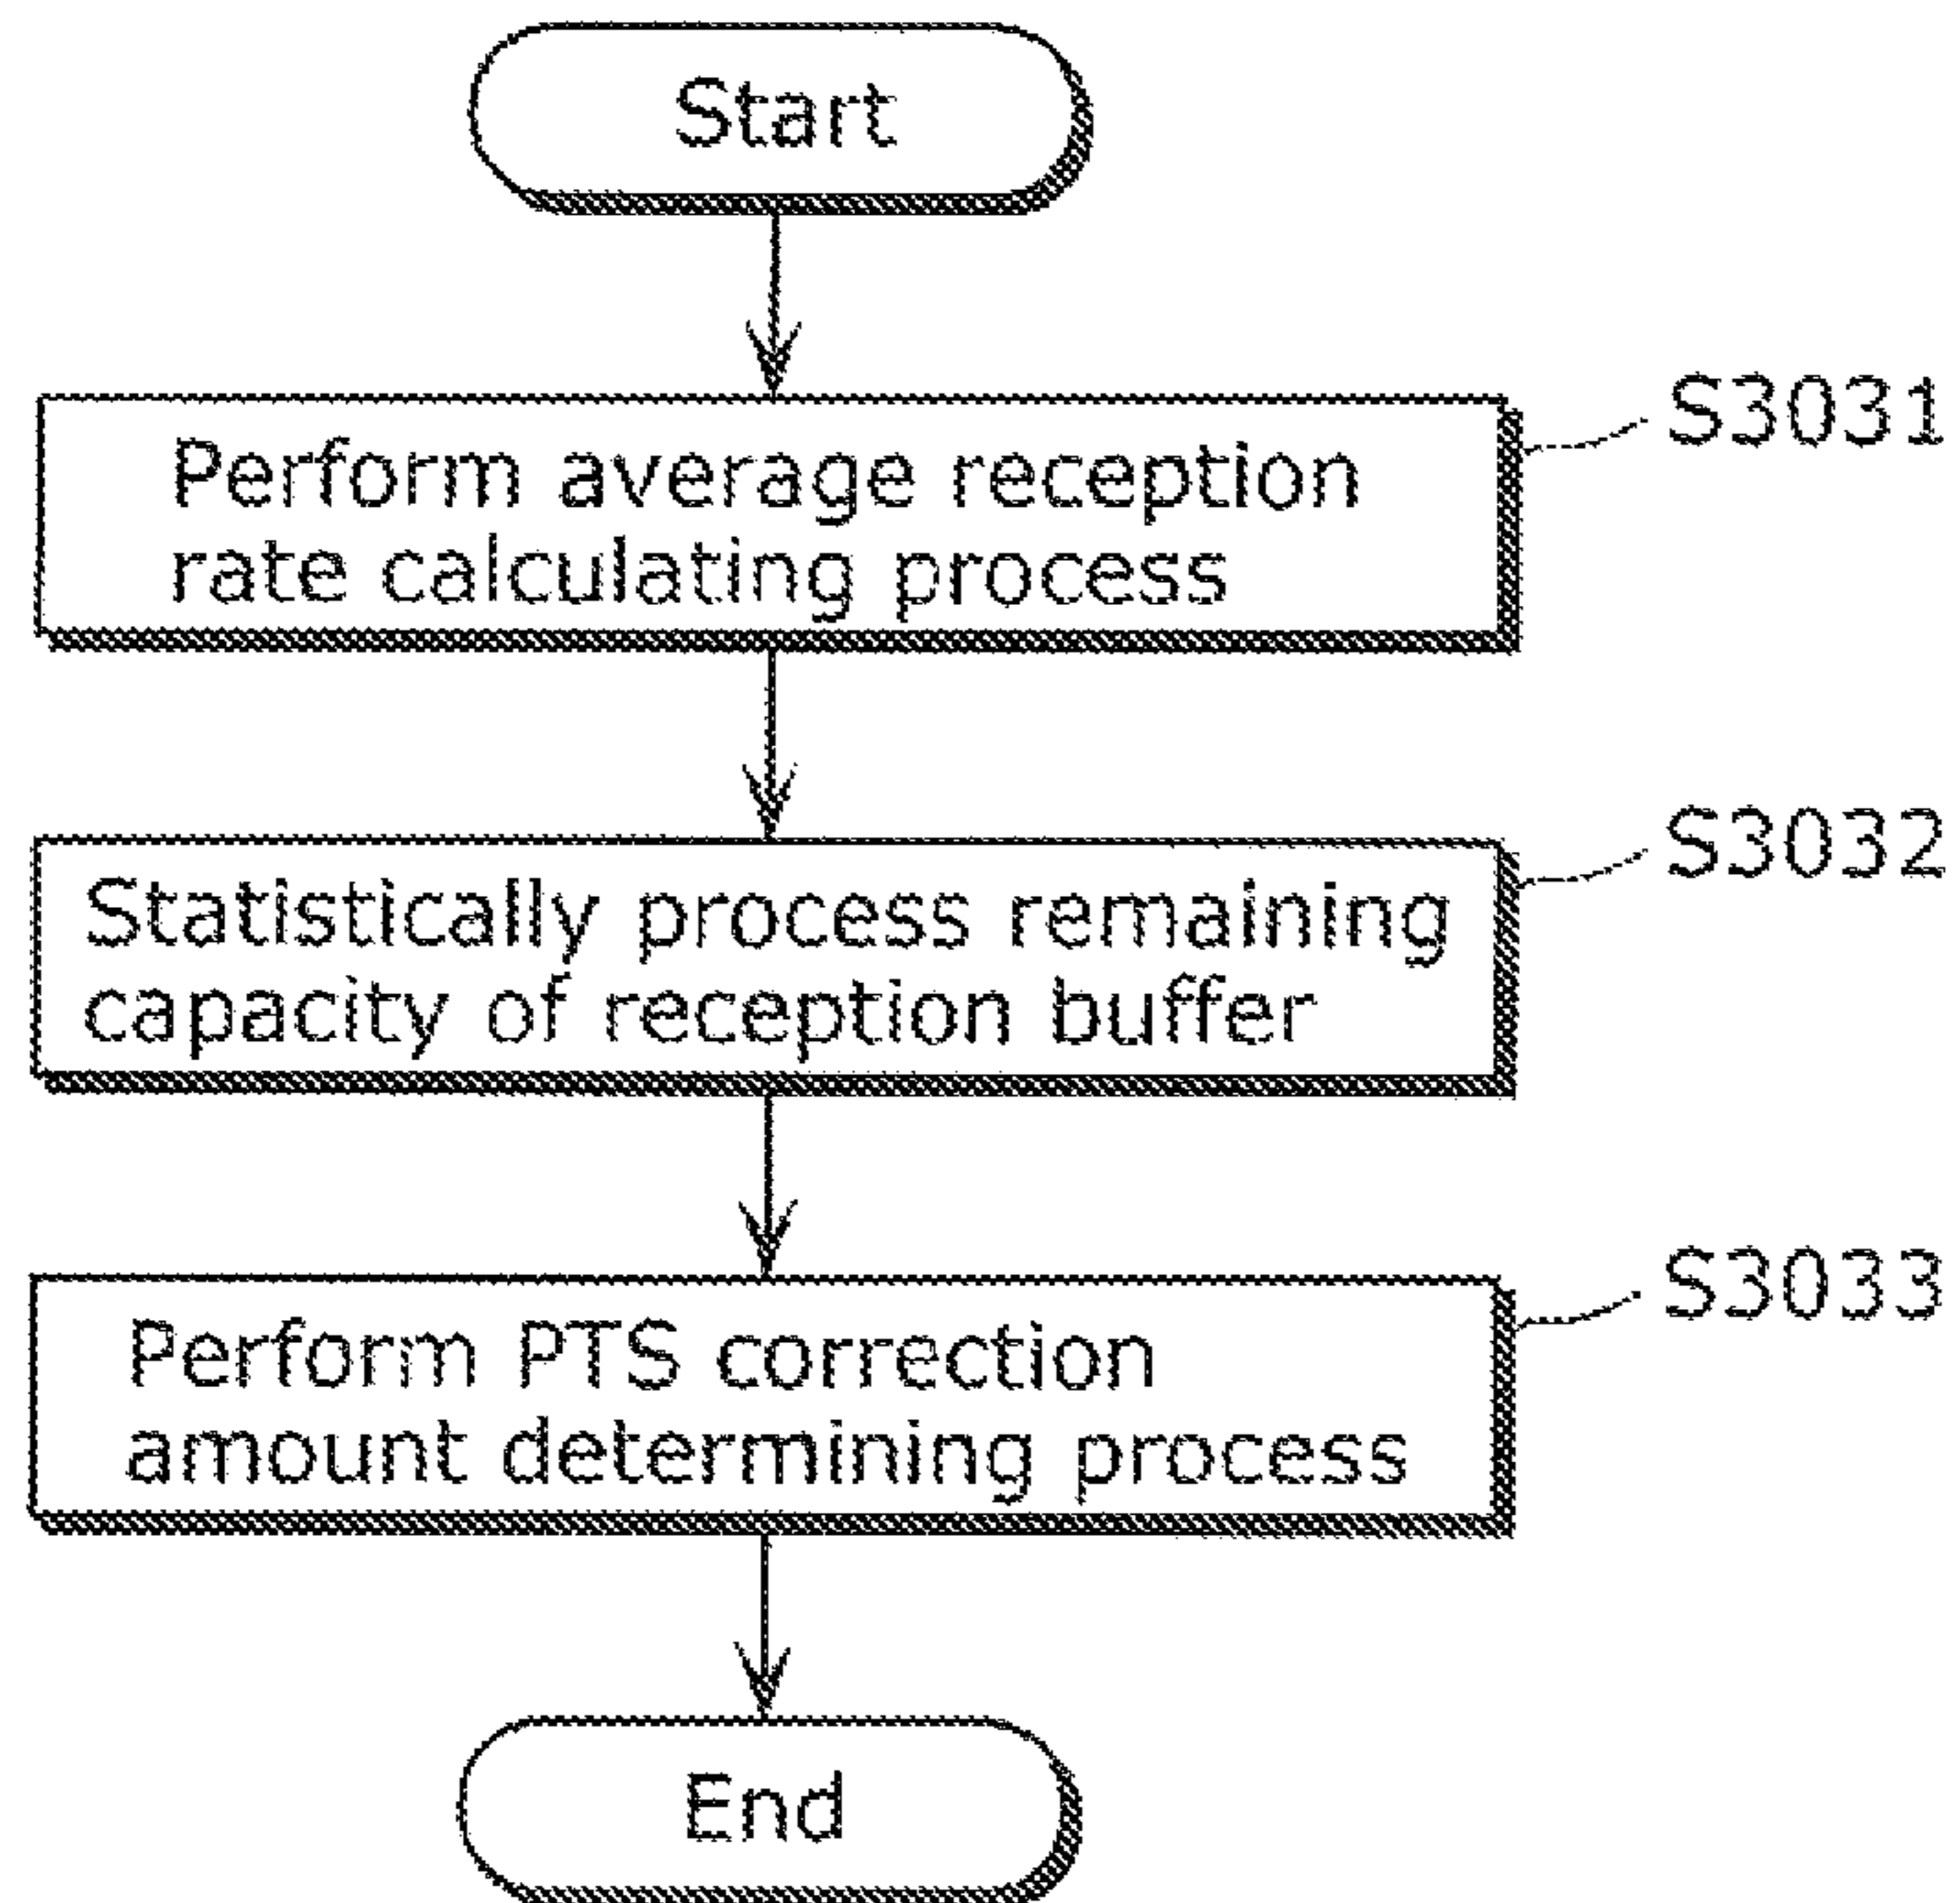 Start
S3031
Perform average reception
rate calculating process
S3032
Statistically process remaining
capacity of reception buffer
S3033
Perform PTS correction
amount determining process
End